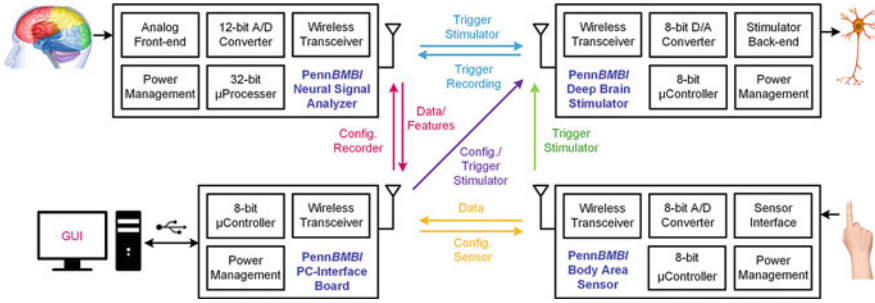 Analog
Front-end
12-bit A/D
Converter
Wireless
Transceiver
Power
Management
32-bit
µProcesser
PennBMBI
Neural Signal
Analyzer
Trigger
Stimulator
Trigger
Recording
Wireless
Transceiver
8-bit D/A
Converter
Stimulator
Back-end
PennBMBI
Deep Brain
Stimulator
8-bit
µController
Power
Management
Config.
Recorder
Data/
Features
Config./
Trigger
Stimulator
Trigger
Stimulator
GUI
8-bit
µController
Wireless
Transceiver
Power
Management
PennBMBI
PC-Interface
Board
Data
Config.
Sensor
Wireless
Transceiver
8-bit A/D
Converter
Sensor
Interface
PennBMBI
Body Area
Sensor
8-bit
µController
Power
Management